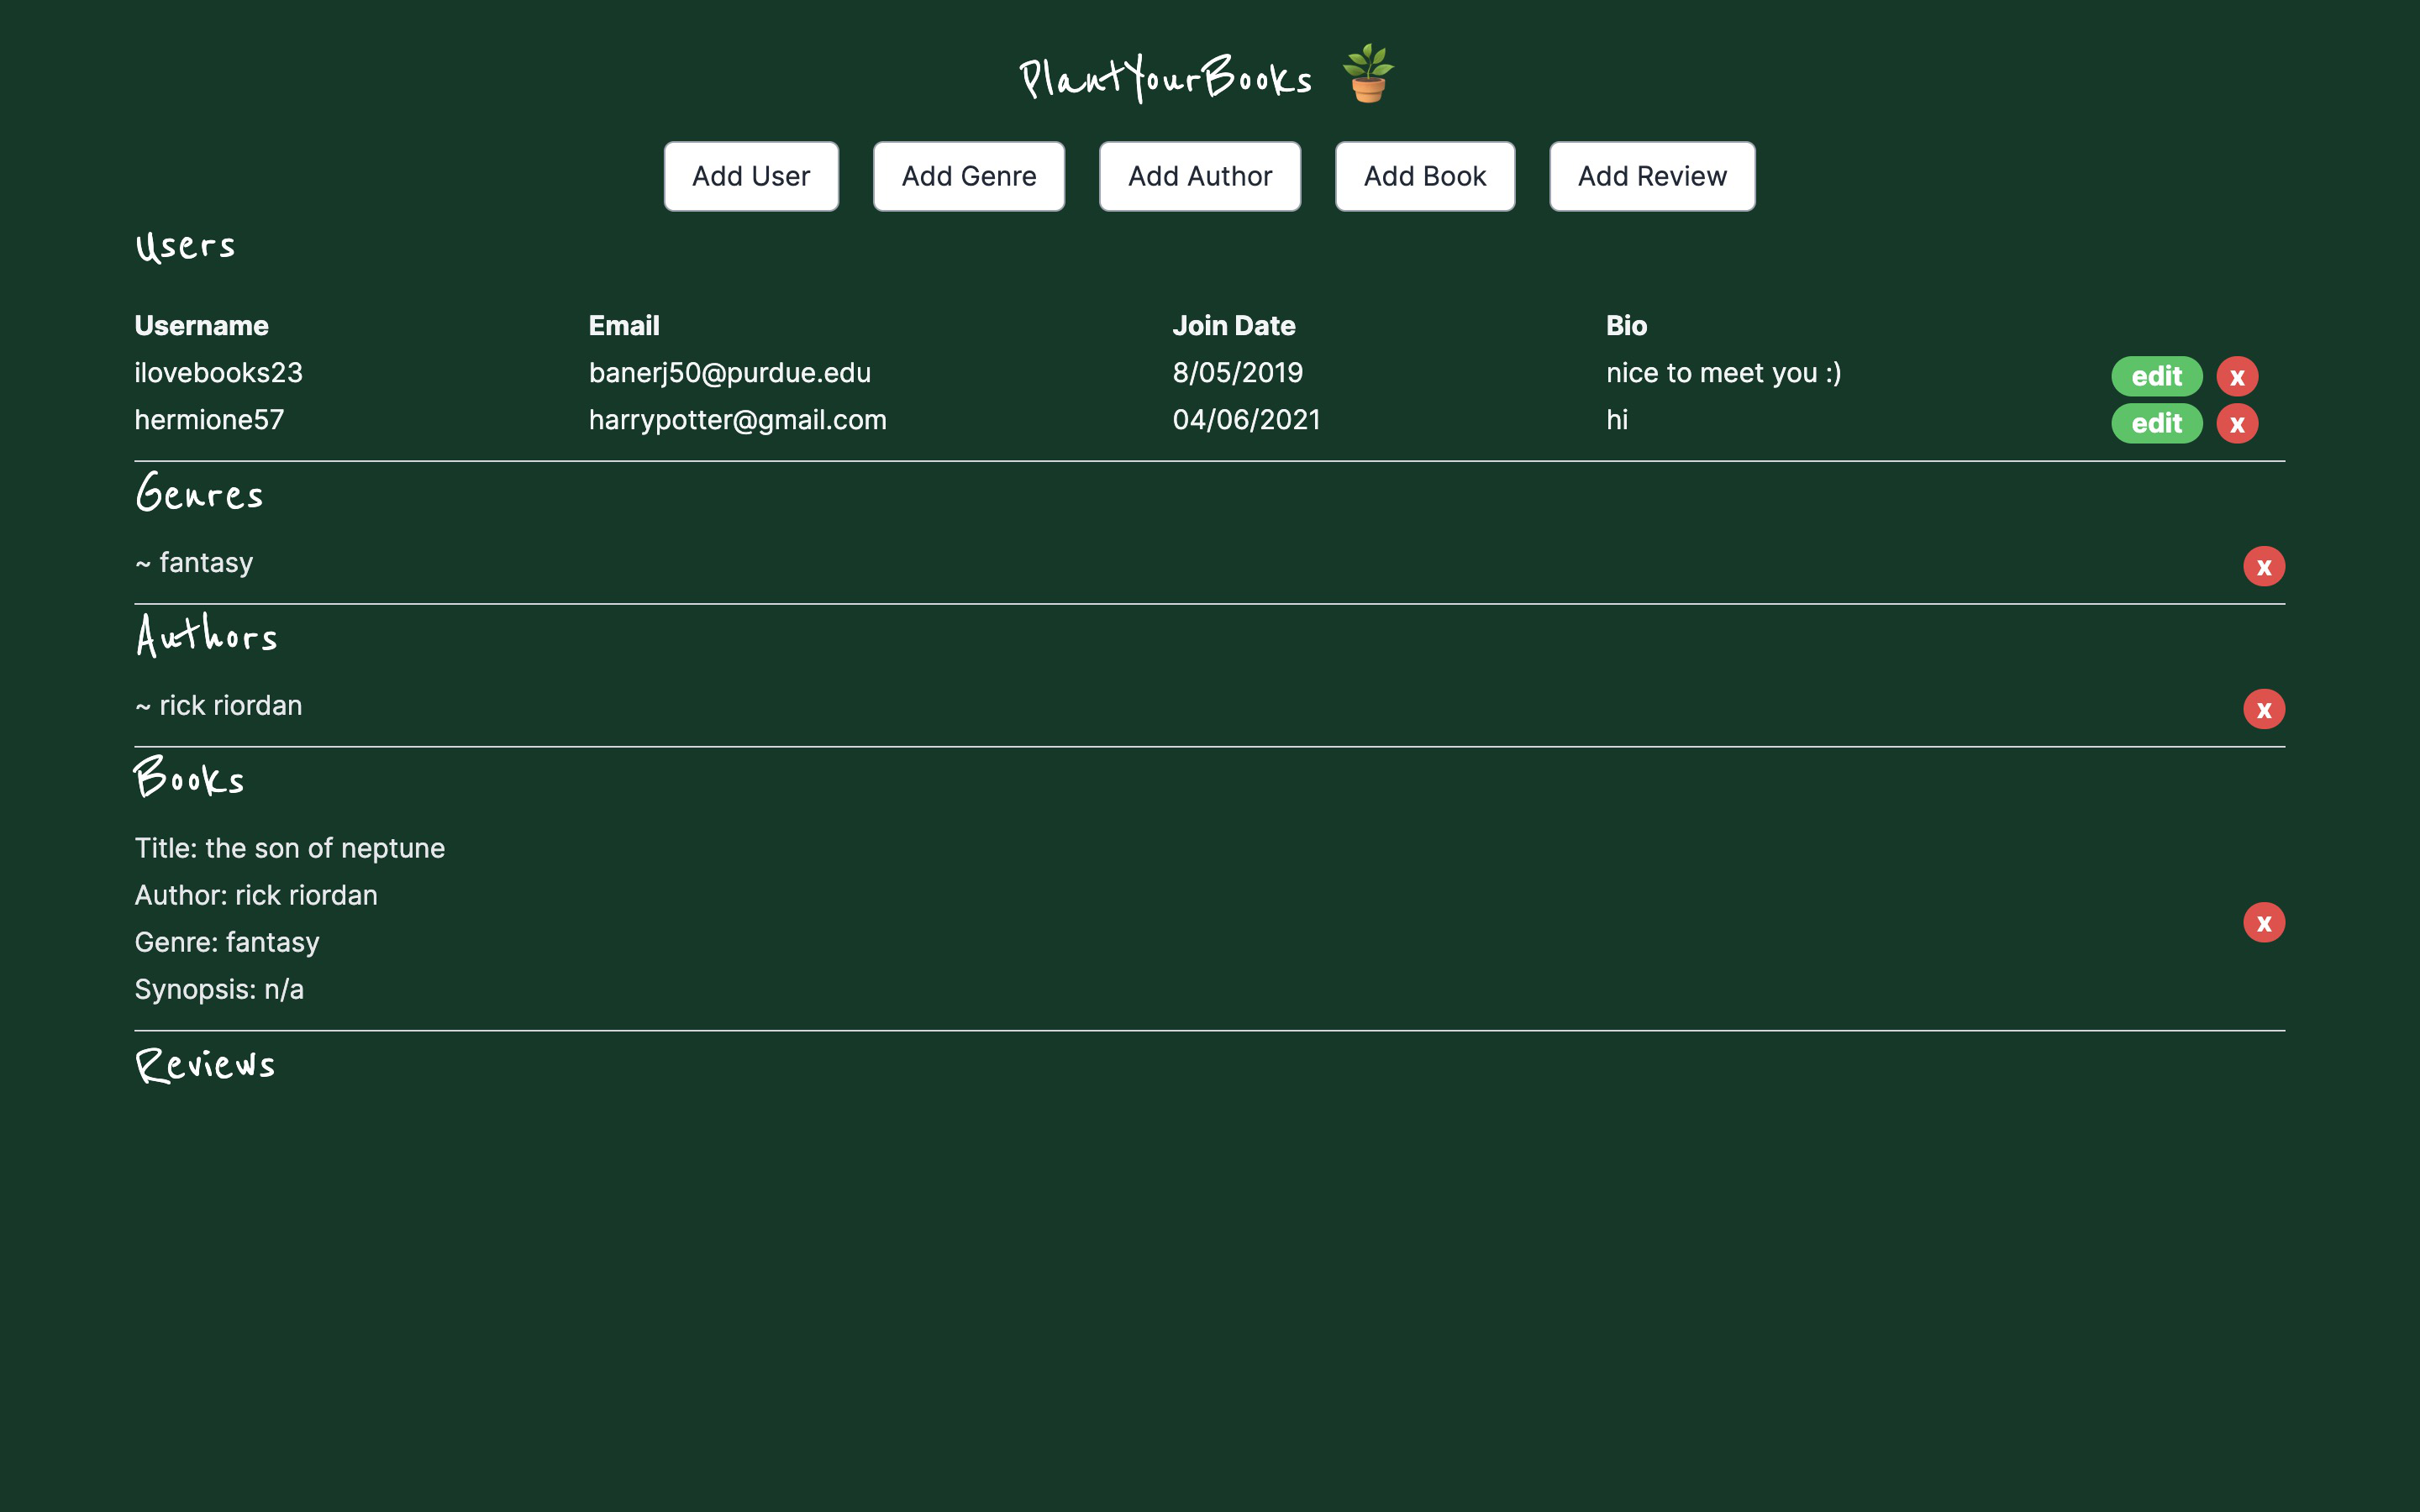 PlantYourBooks
Add User Add Genre Add Author Add Book Add Review
Users
Username Email Join Date Bio
ilovebooks23 banerj50@purdue.edu 8/05/2019 nice to meet you :) edit x
hermione57 harrypotter@gmail.com 04/06/2021 hi edit x
Genres
~ fantasy x
Authors
~ rick riordan x
Books
Title: the son of neptune
Author: rick riordan
x
Genre: fantasy
Synopsis: n/a
Reviews